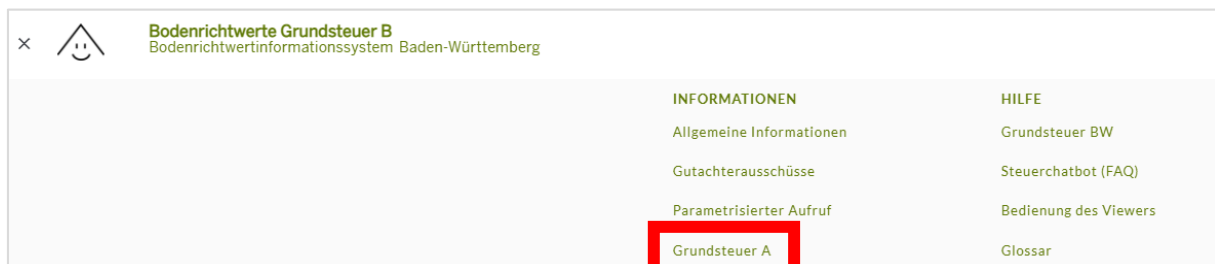 Bodenrichtwerte Grundsteuer B
Bodenrichtwertinformationssystem Baden-Württemberg
INFORMATIONEN
Allgemeine Informationen
Gutachterausschüsse
Parametrisierter Aufruf
Grundsteuer A
HILFE
Grundsteuer BW
Steuerchatbot (FAQ)
Bedienung des Viewers
Glossar